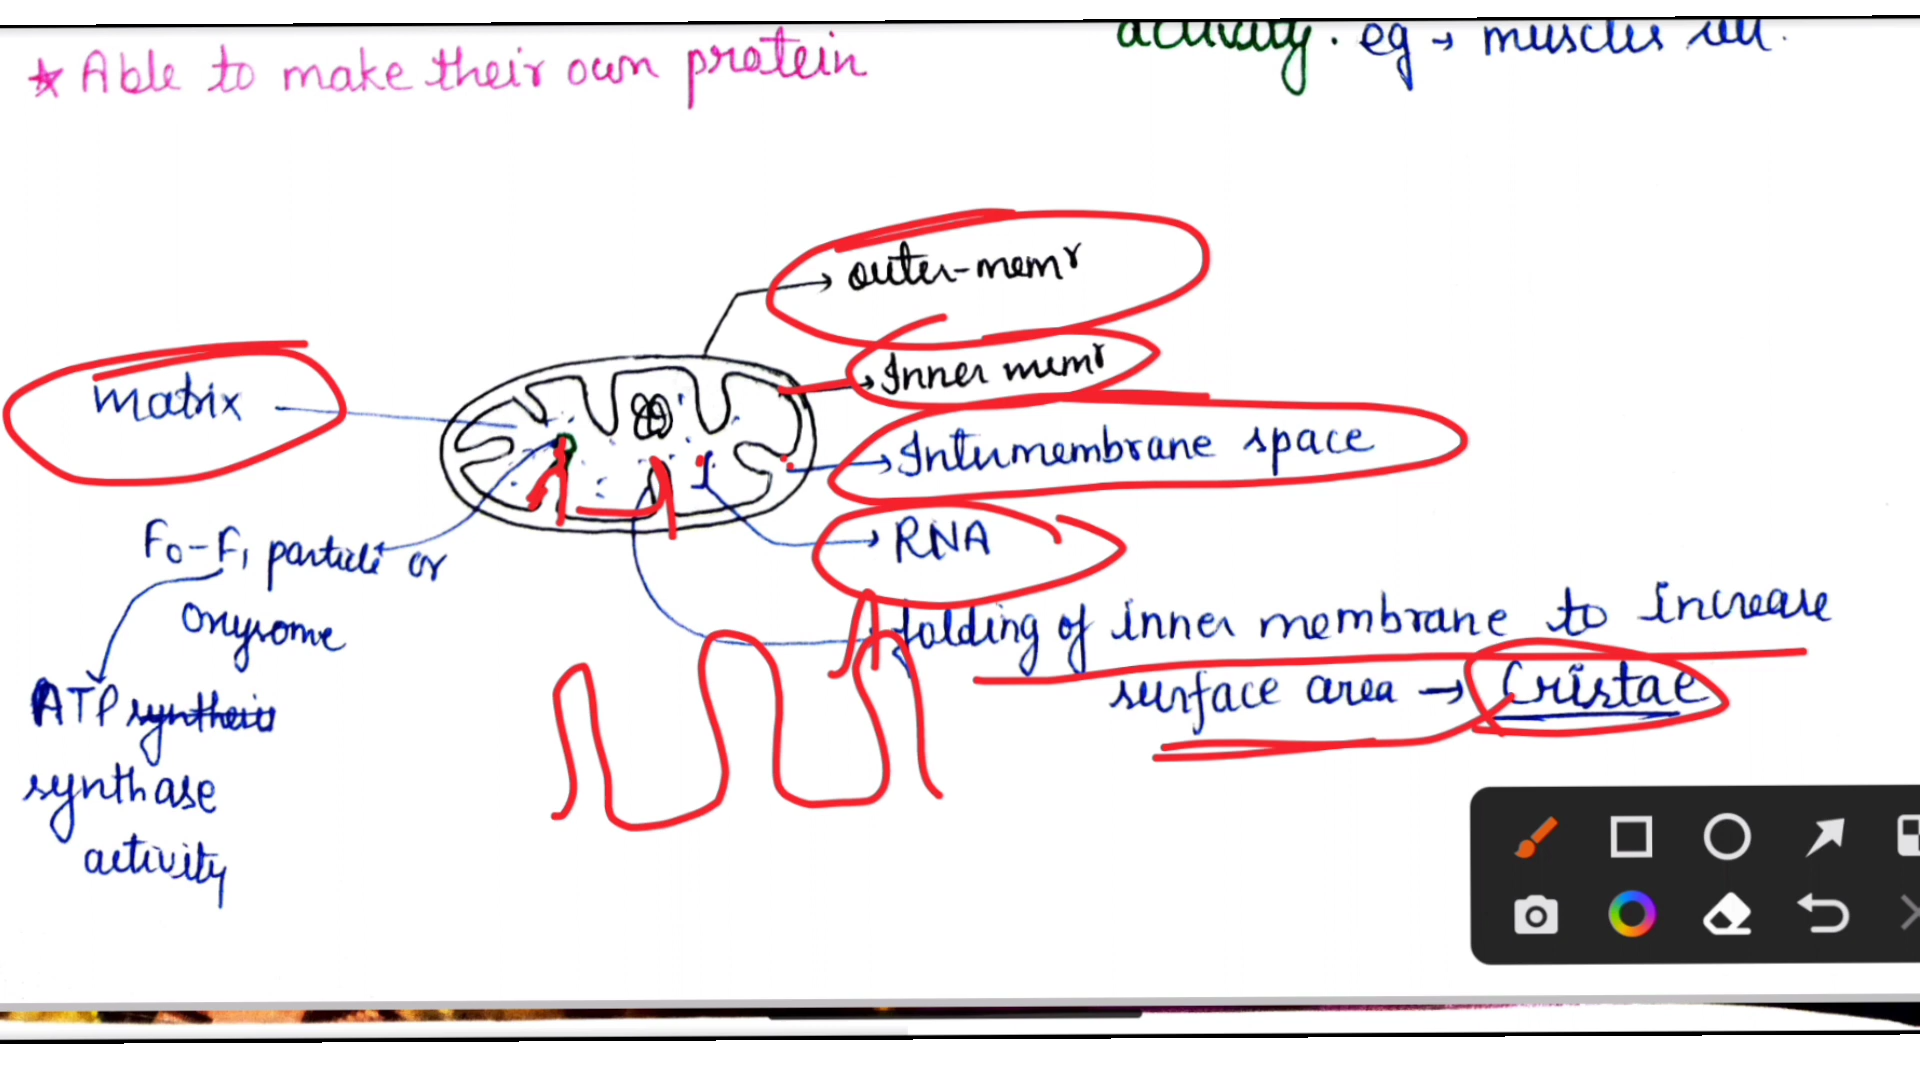 ★ Able to make their own protein
activity. eg → muscles cell.
→ outer-memr
→ Inner memr
matrix
→ Intermembrane space
→ RNA
F0-F1 particle or
oxysome
folding of inner membrane to increase
surface area → Cristae
ATP synthesis
synthase
activity